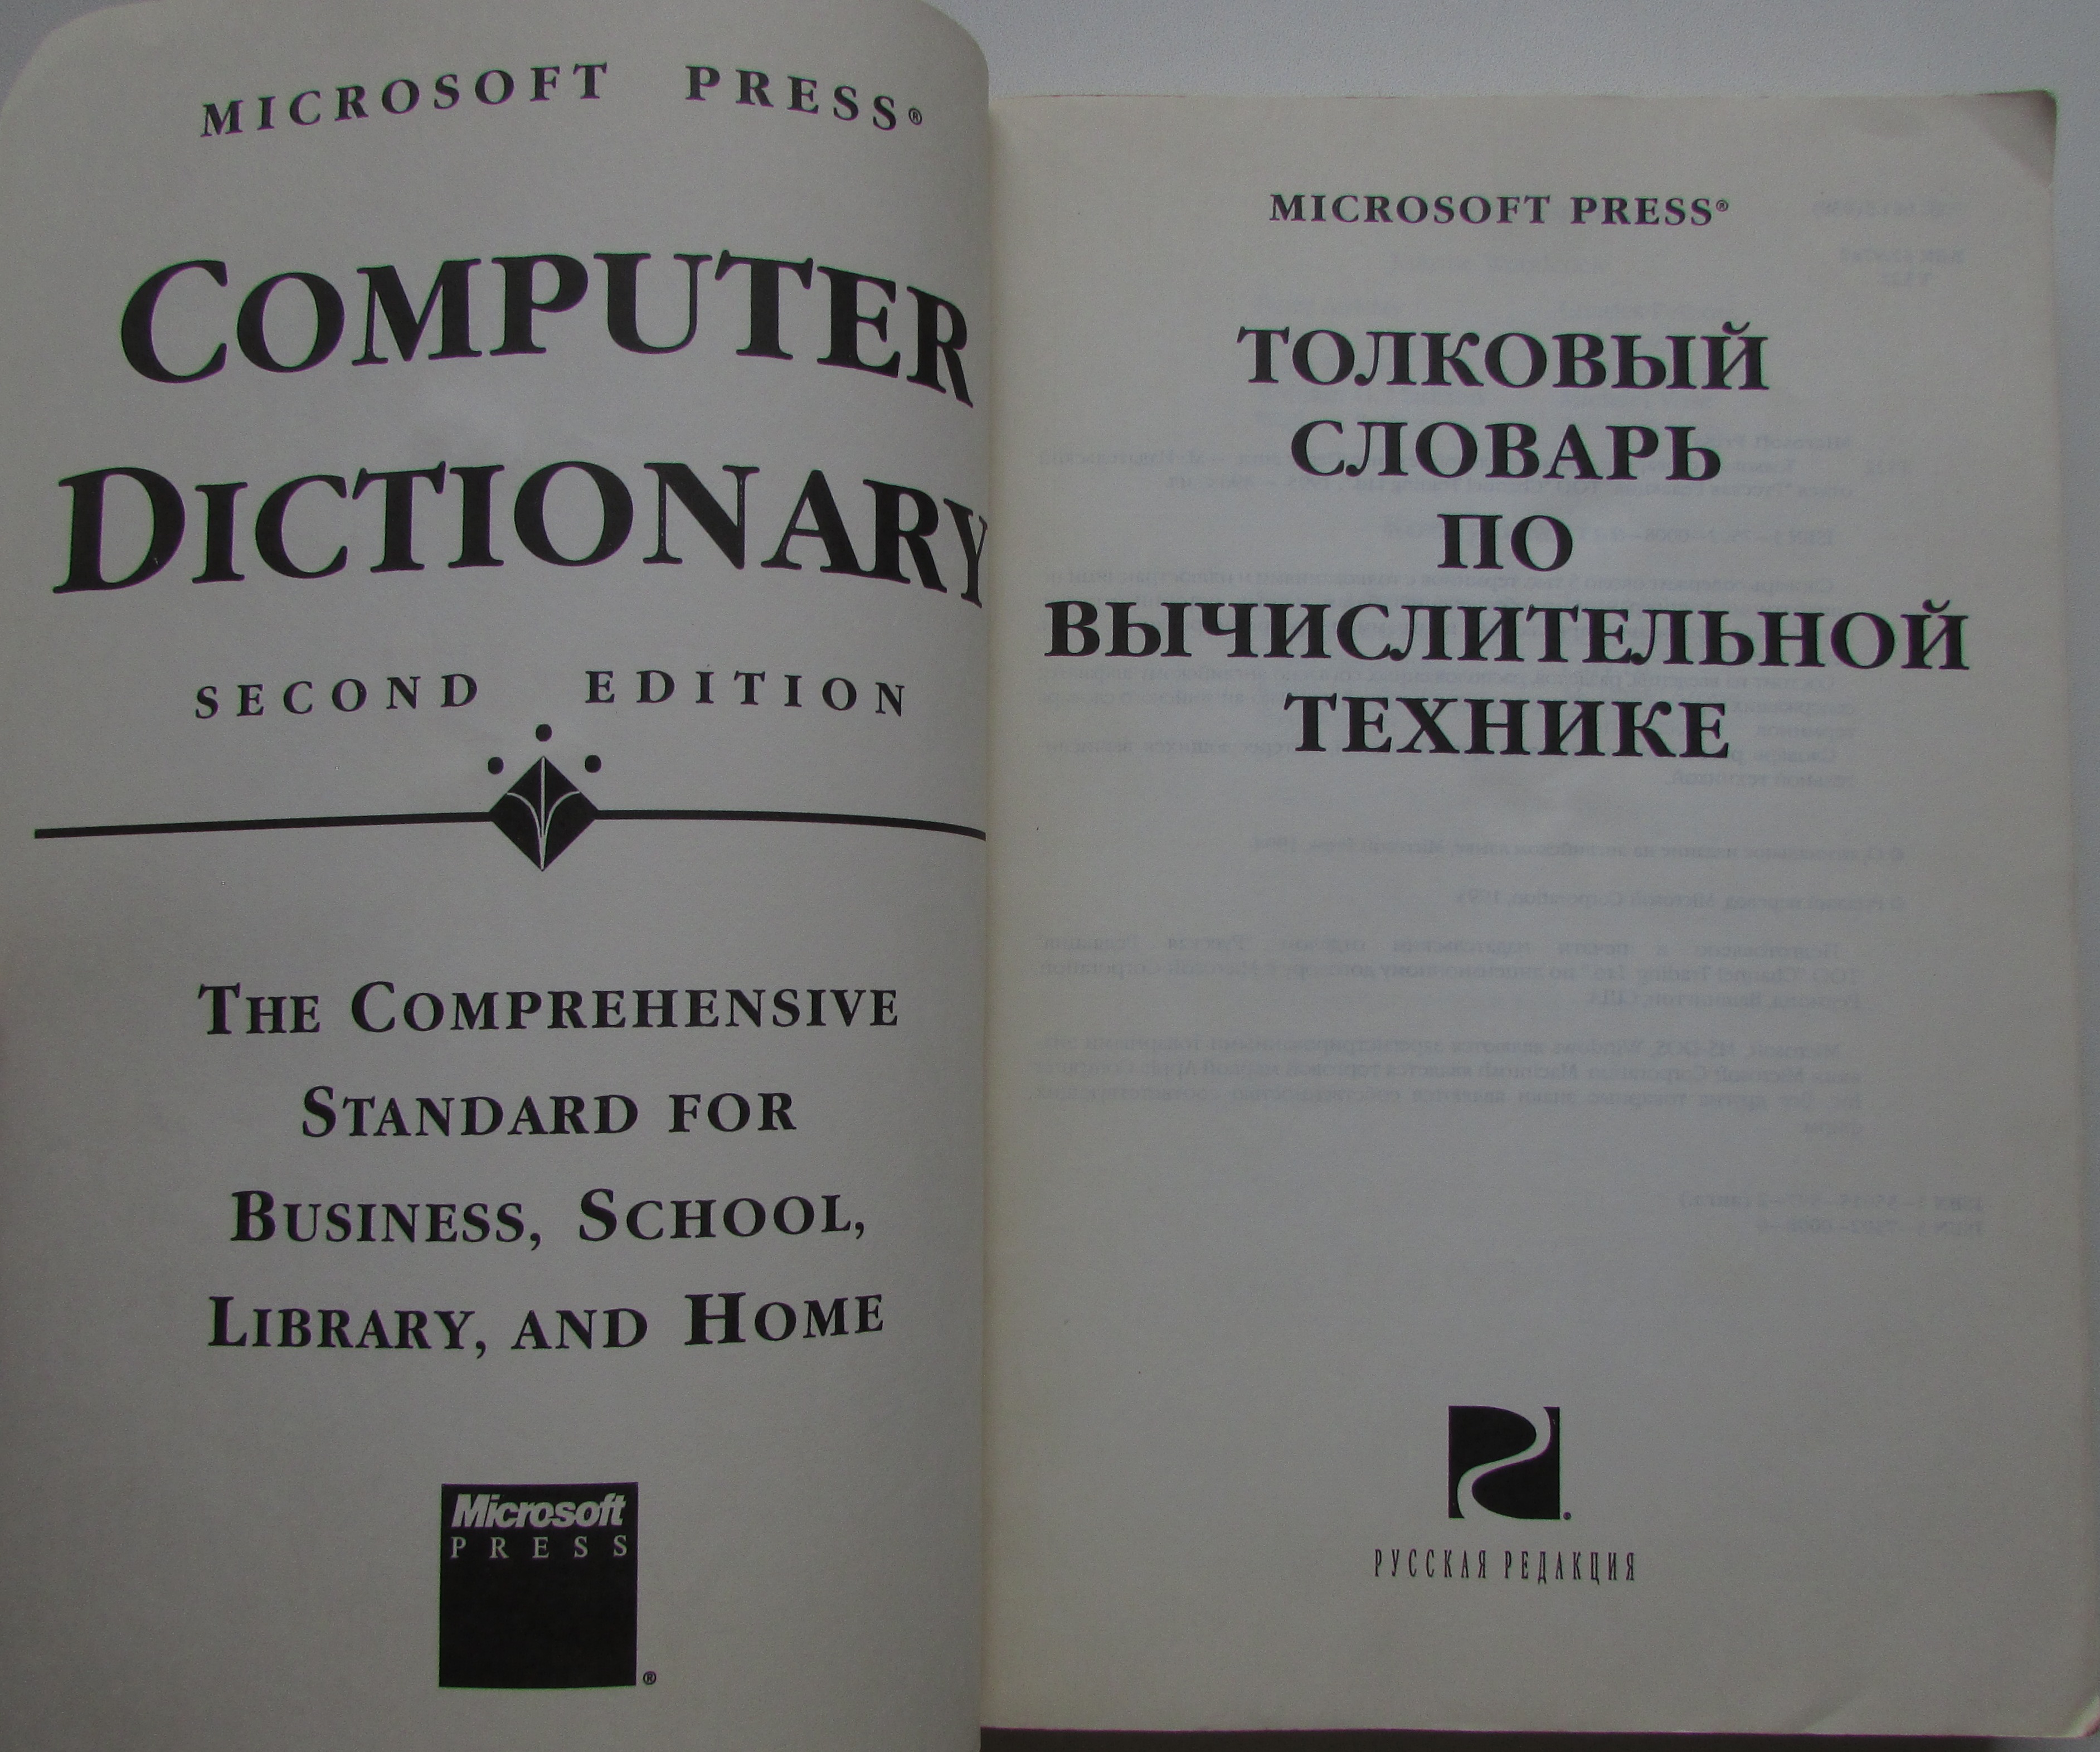 MICROSOFT PRESS®
COMPUTER
DICTIONARY
SECOND EDITION
THE COMPREHENSIVE
STANDARD FOR
BUSINESS, SCHOOL,
LIBRARY, AND HOME
Microsoft
PRESS
®
MICROSOFT PRESS®
ТОЛКОВЫЙ
СЛОВАРЬ
ПО
ВЫЧИСЛИТЕЛЬНОЙ
ТЕХНИКЕ
РУССКАЯ РЕДАКЦИЯ